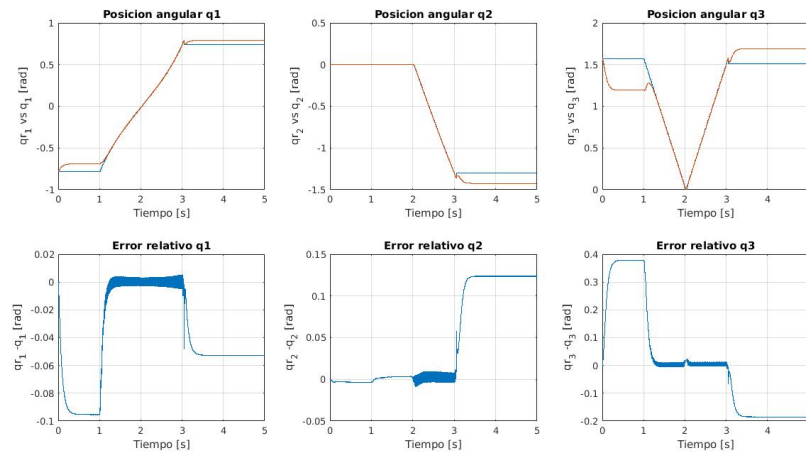 Posicion angular q1
qr1 vs q1 [rad]
1
0.5
0
-0.5
-1
0 1 2 3 4 5
Tiempo [s]
Posicion angular q2
qr2 vs q2 [rad]
0.5
0
-0.5
-1
-1.5
0 1 2 3 4 5
Tiempo [s]
Posicion angular q3
qr3 vs q3 [rad]
2
1.5
1
0.5
0
0 1 2 3 4
Tiempo [s]
Error relativo q1
qr1 -q1 [rad]
0.02
0
-0.02
-0.04
-0.06
-0.08
-0.1
0 1 2 3 4 5
Tiempo [s]
Error relativo q2
qr2 -q2 [rad]
0.15
0.1
0.05
0
-0.05
0 1 2 3 4 5
Tiempo [s]
Error relativo q3
qr3 -q3 [rad]
0.4
0.3
0.2
0.1
0
-0.1
-0.2
0 1 2 3 4
Tiempo [s]